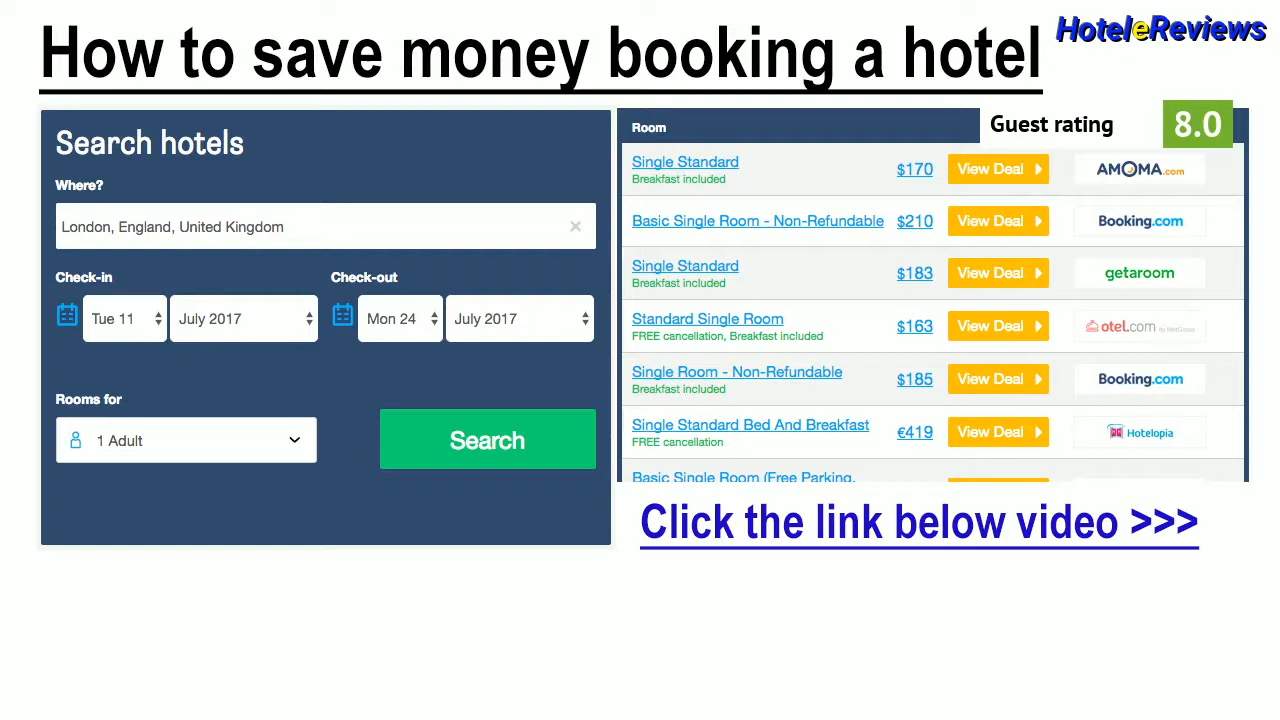 How to save money booking a hotel
HoteleReviews
Search hotels
Where?
London, England, United Kingdom
Check-in
Check-out
Tue 11
July 2017
Mon 24
July 2017
Rooms for
1 Adult
Search
Room
Guest rating
8.0
Single Standard
Breakfast included
$170
View Deal
AMOMA.com
Basic Single Room - Non-Refundable
$210
View Deal
Booking.com
Single Standard
Breakfast included
$183
View Deal
getaroom
Standard Single Room
FREE cancellation, Breakfast included
$163
View Deal
otel.com
Single Room - Non-Refundable
Breakfast included
$185
View Deal
Booking.com
Single Standard Bed And Breakfast
FREE cancellation
€419
View Deal
Hotelopia
Basic Single Room (Free Parking,
Click the link below video >>>